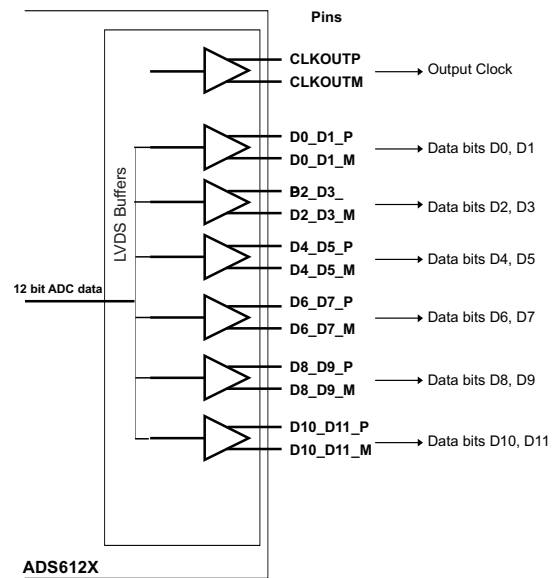 Pins
CLKOUTP
CLKOUTM
Output Clock
D0_D1_P
D0_D1_M
Data bits D0, D1
D2_D3_
D2_D3_M
Data bits D2, D3
D4_D5_P
D4_D5_M
Data bits D4, D5
LVDS Buffers
12 bit ADC data
D6_D7_P
D6_D7_M
Data bits D6, D7
D8_D9_P
D8_D9_M
Data bits D8, D9
D10_D11_P
D10_D11_M
Data bits D10, D11
ADS612X